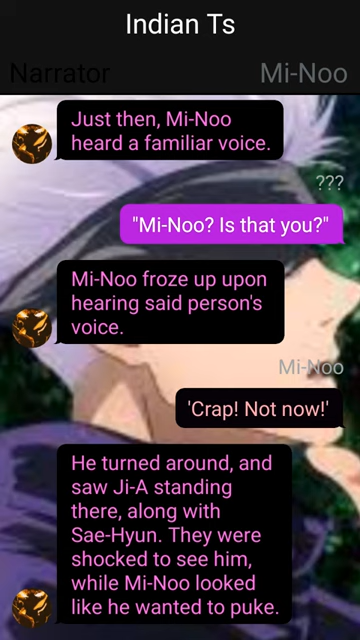 Indian Ts
Narrator
Mi-Noo
Just then, Mi-Noo
heard a familiar voice.
???
"Mi-Noo? Is that you?"
Mi-Noo froze up upon
hearing said person's
voice.
Mi-Noo
'Crap! Not now!'
He turned around, and
saw Ji-A standing
there, along with
Sae-Hyun. They were
shocked to see him,
while Mi-Noo looked
like he wanted to puke.